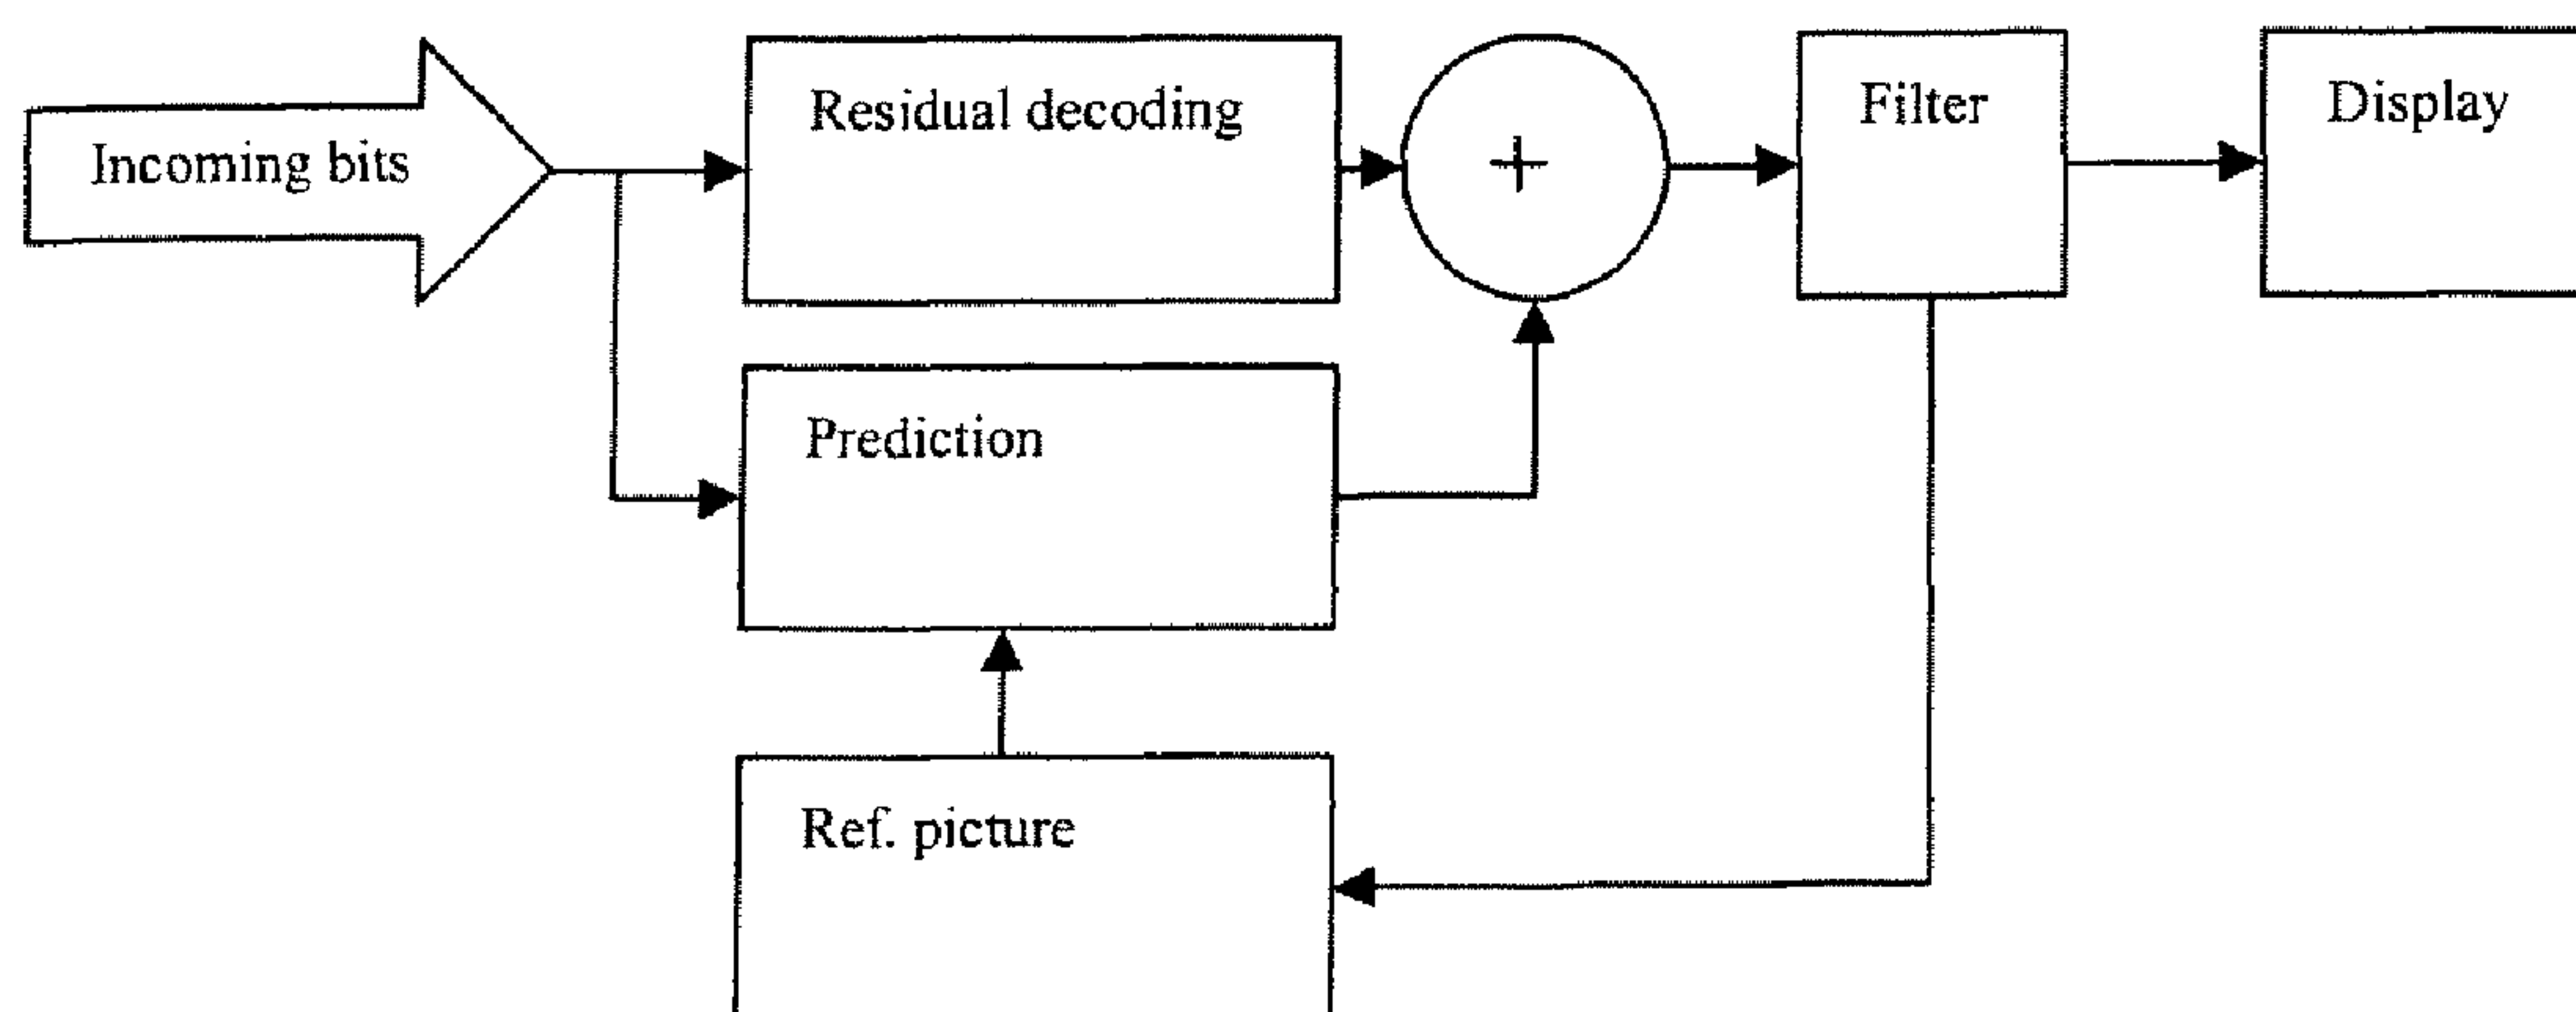 Incoming bits
Residual decoding
+
Filter
Display
Prediction
Ref. picture